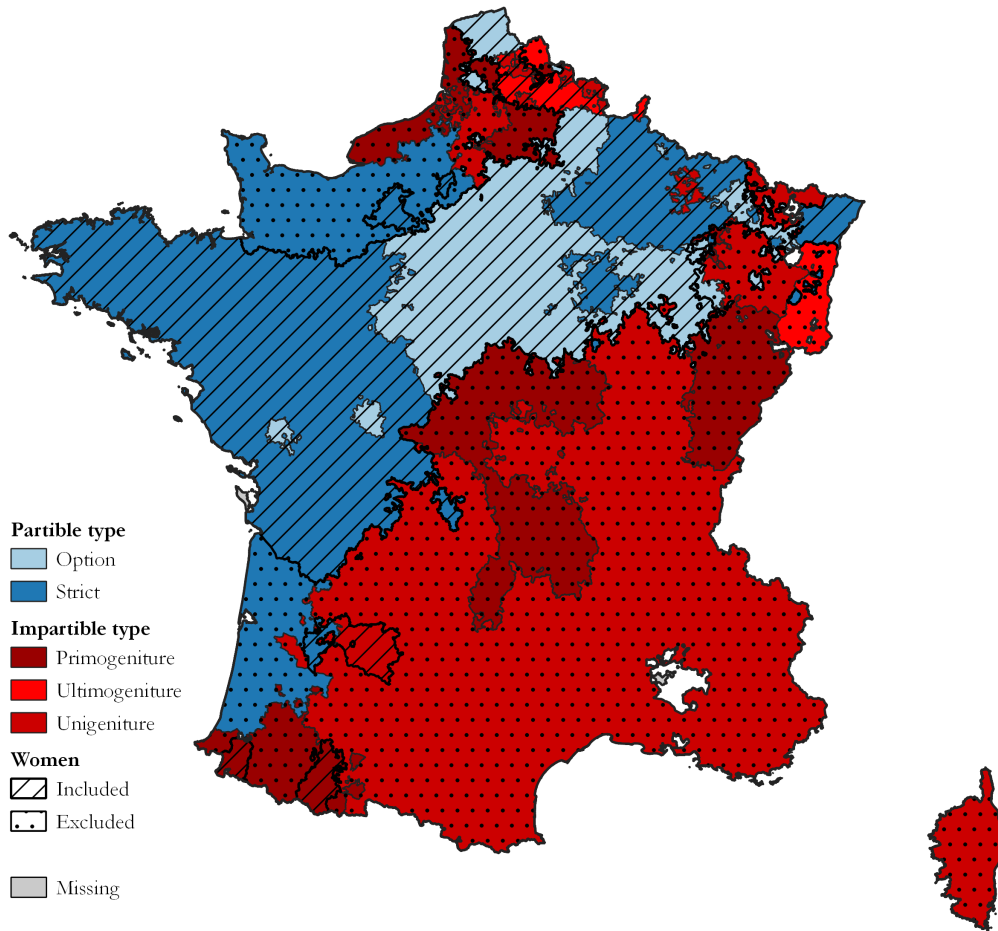 Partible type
Option
Strict
Impartible type
Primogeniture
Ultimogeniture
Unigeniture
Women
Included
Excluded
Missing